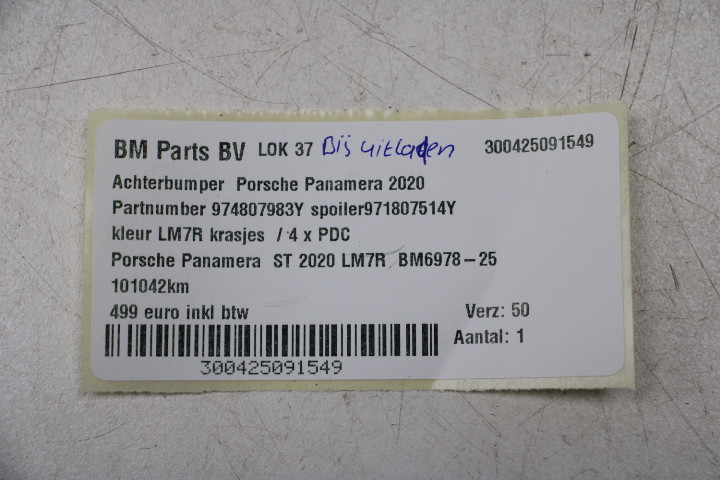 BM Parts BV LOK 37 Bij uitladen 300425091549
Achterbumper Porsche Panamera 2020
Partnumber 974807983Y spoiler971807514Y
kleur LM7R krasjes / 4 x PDC
Porsche Panamera ST 2020 LM7R BM6978-25
101042km
499 euro inkl btw Verz: 50
Aantal: 1
300425091549